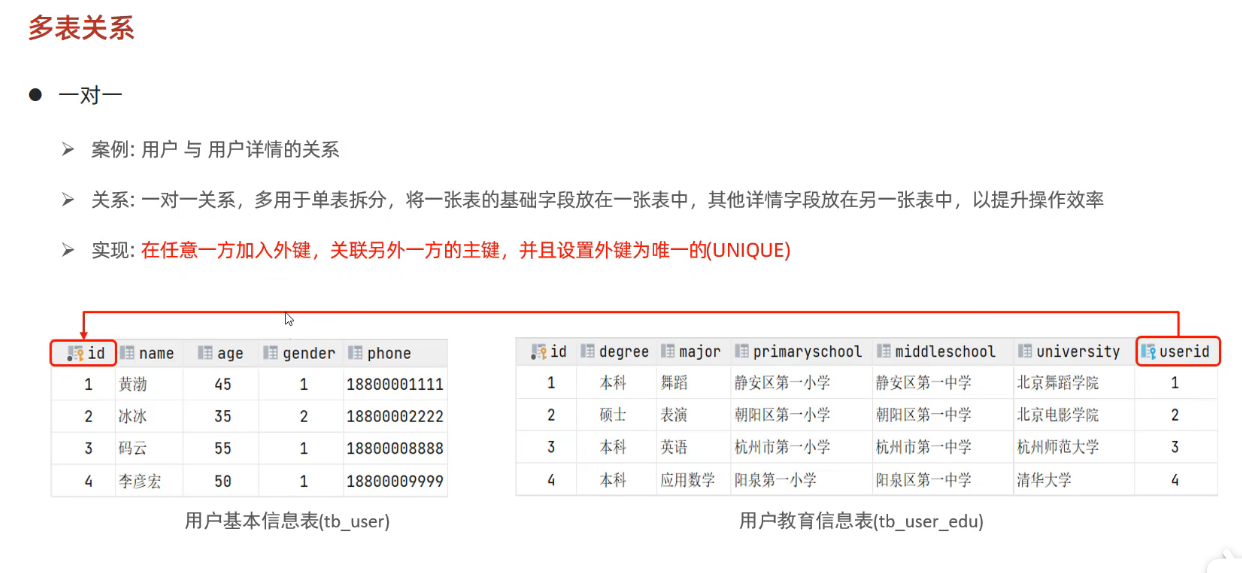 多表关系
● 一对一
➢ 案例: 用户 与 用户详情的关系
➢ 关系: 一对一关系，多用于单表拆分，将一张表的基础字段放在一张表中，其他详情字段放在另一张表中，以提升操作效率
➢ 实现: 在任意一方加入外键，关联另外一方的主键，并且设置外键为唯一的(UNIQUE)
id name age gender phone
1 黄渤 45 1 18800001111
2 冰冰 35 2 18800002222
3 码云 55 1 18800008888
4 李彦宏 50 1 18800009999
用户基本信息表(tb_user)
id degree major primaryschool middleschool university userid
1 本科 舞蹈 静安区第一小学 静安区第一中学 北京舞蹈学院 1
2 硕士 表演 朝阳区第一小学 朝阳区第一中学 北京电影学院 2
3 本科 英语 杭州市第一小学 杭州市第一中学 杭州师范大学 3
4 本科 应用数学 阳泉第一小学 阳泉区第一中学 清华大学 4
用户教育信息表(tb_user_edu)